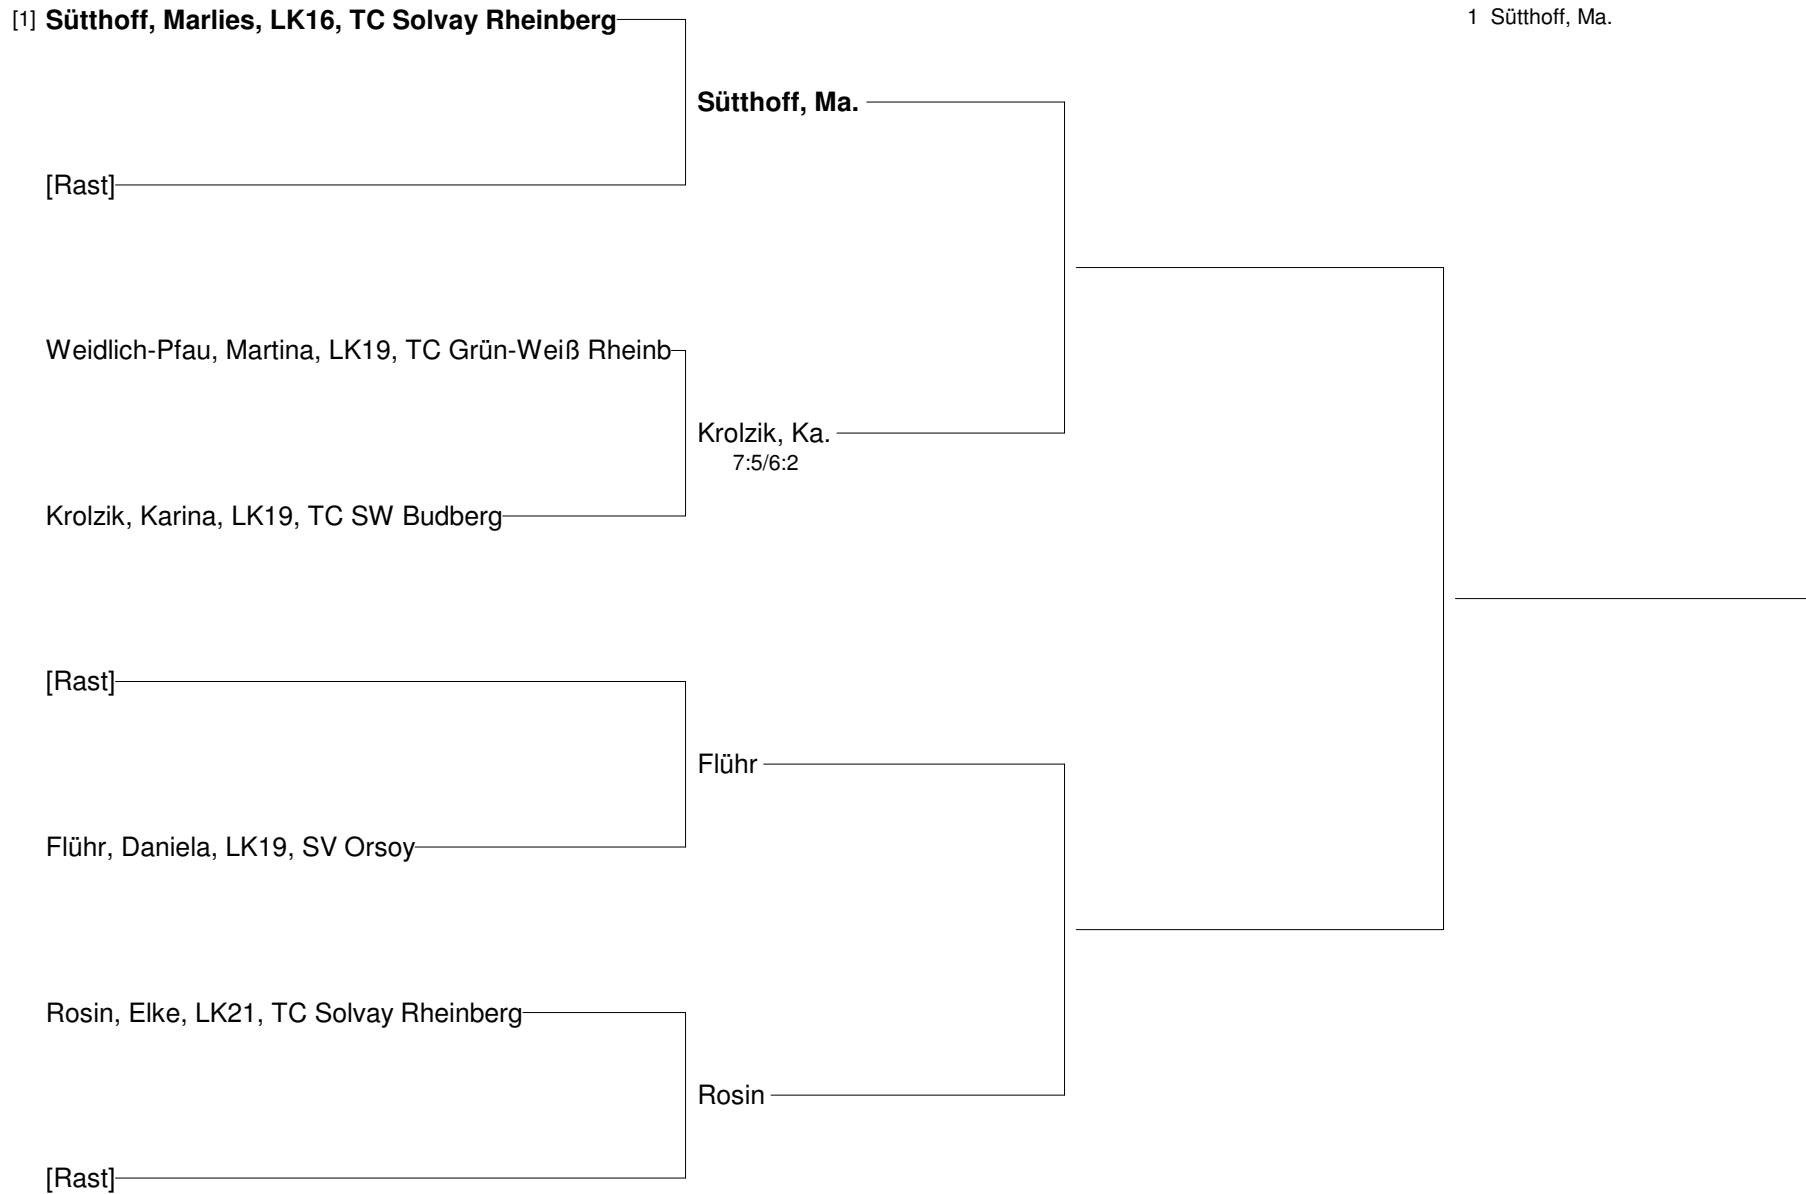 [1] Sütthoff, Marlies, LK16, TC Solvay Rheinberg
1 Sütthoff, Ma.
Sütthoff, Ma.
[Rast]
Weidlich-Pfau, Martina, LK19, TC Grün-Weiß Rheinb
Krolzik, Ka.
7:5/6:2
Krolzik, Karina, LK19, TC SW Budberg
[Rast]
Flühr
Flühr, Daniela, LK19, SV Orsoy
Rosin, Elke, LK21, TC Solvay Rheinberg
Rosin
[Rast]